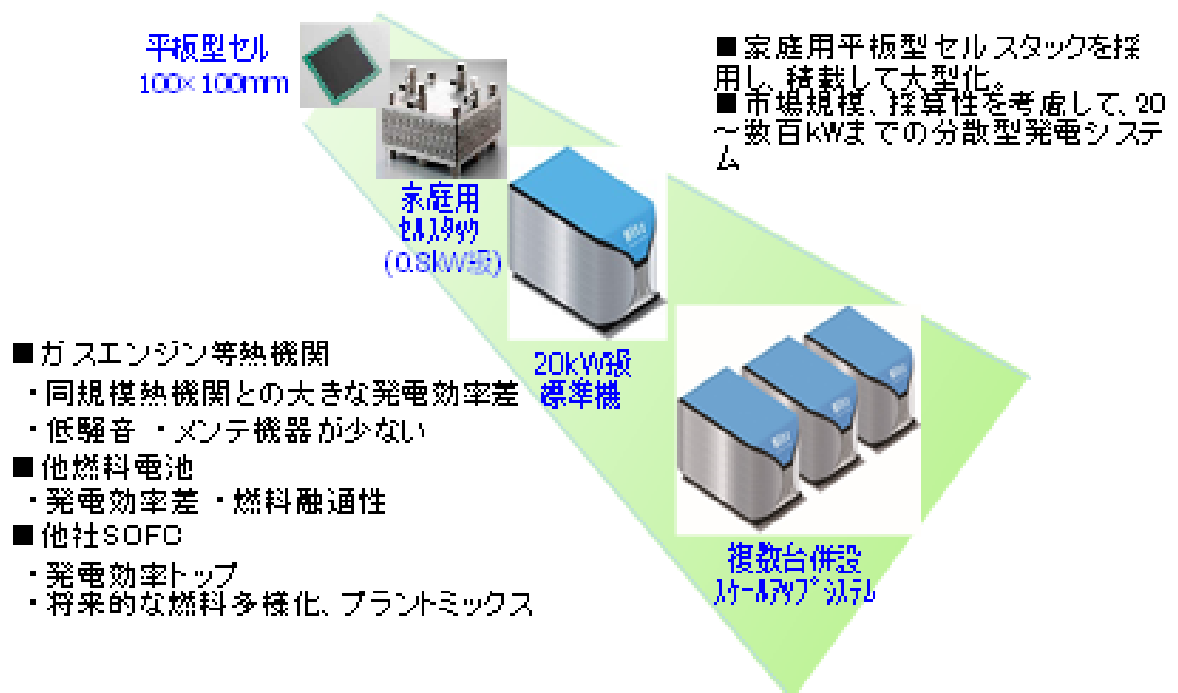 平板型セル
100×100mm
■家庭用平板型セルスタックを採
用し、積載して大型化。
■市場規模、採算性を考慮して、20
～数百kWまでの分散型発電システ
ム
家庭用
ｾﾙｽﾀｯｸ
(0.8kW級)
20kW級
標準機
■ガスエンジン等熱機関
・同規模熱機関との大きな発電効率差
・低騒音 ・メンテ機器が少ない
■他燃料電池
・発電効率差 ・燃料融通性
■他社SOFC
・発電効率トップ
・将来的な燃料多様化、プラントミックス
複数台併設
ｽｹｰﾙｱｯﾌﾟｼｽﾃﾑ